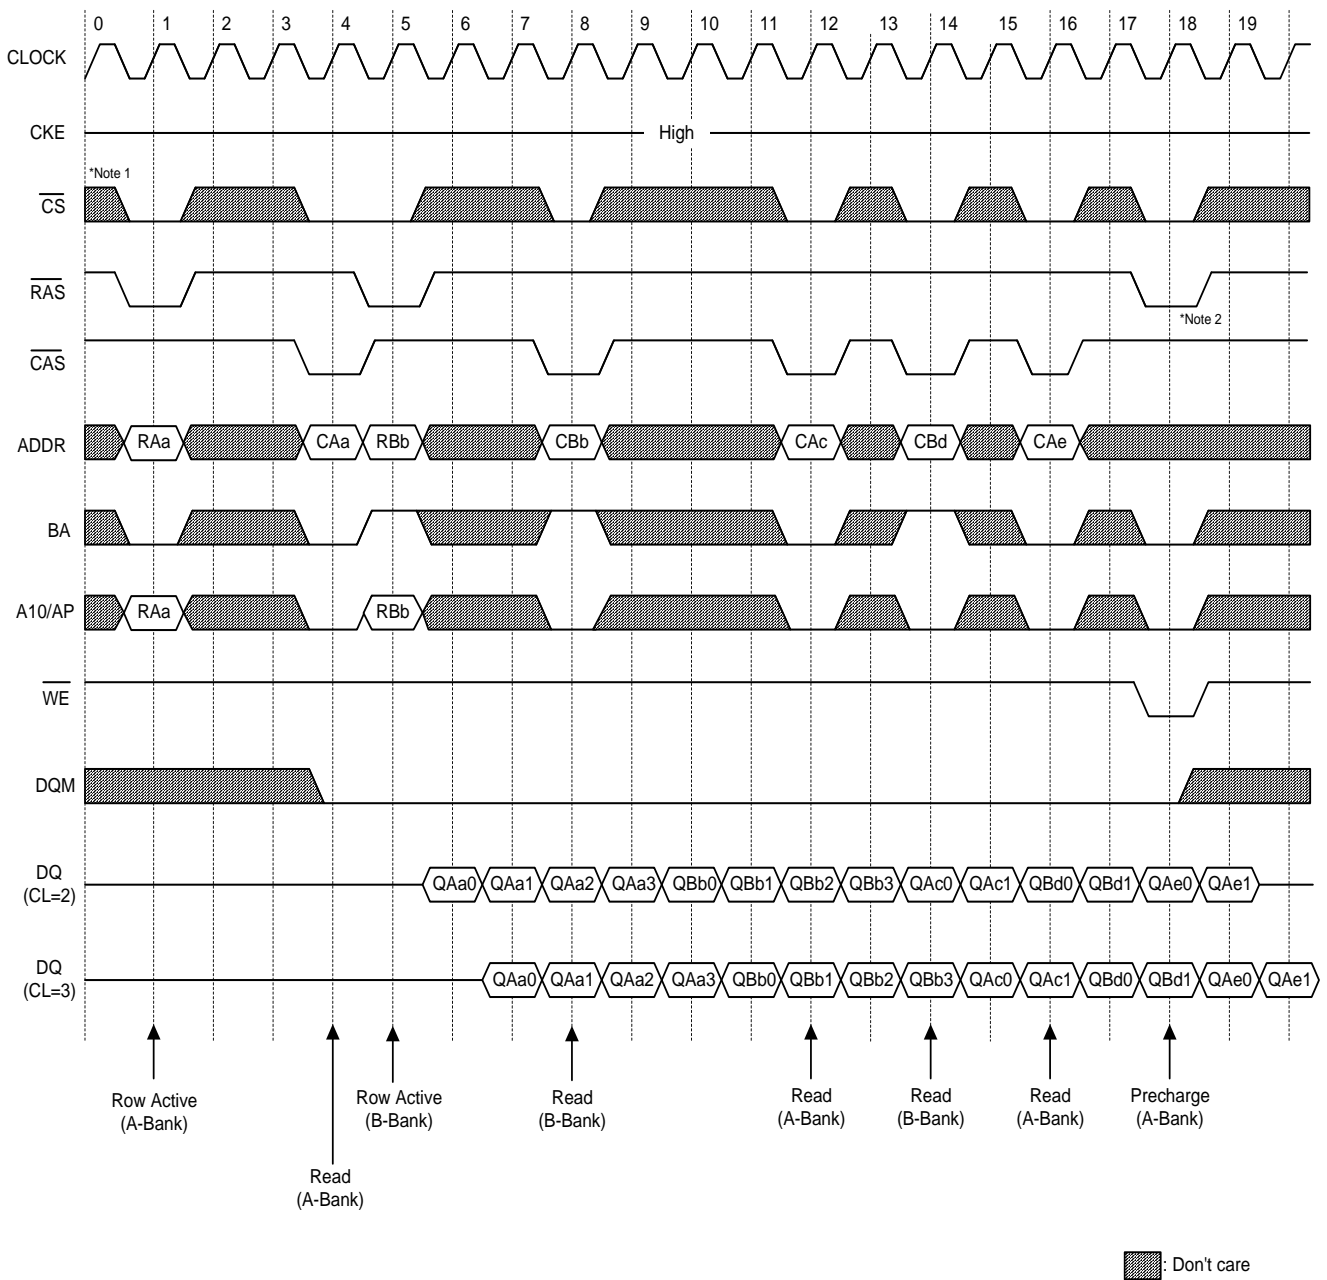 0 1 2 3 4 5 6 7 8 9 10 11 12 13 14 15 16 17 18 19
CLOCK
CKE High
*Note 1
CS
RAS
*Note 2
CAS
ADDR RAa CAa RBb CBb CAc CBd CAe
BA
A10/AP RAa RBb
WE
DQM
DQ
(CL=2)
QAa0 QAa1 QAa2 QAa3 QBb0 QBb1 QBb2 QBb3 QAc0 QAc1 QBd0 QBd1 QAe0 QAe1
DQ
(CL=3)
QAa0 QAa1 QAa2 QAa3 QBb0 QBb1 QBb2 QBb3 QAc0 QAc1 QBd0 QBd1 QAe0 QAe1
Row Active
(A-Bank)
Read
(A-Bank)
Row Active
(B-Bank)
Read
(B-Bank)
Read
(A-Bank)
Read
(B-Bank)
Read
(A-Bank)
Precharge
(A-Bank)
: Don't care